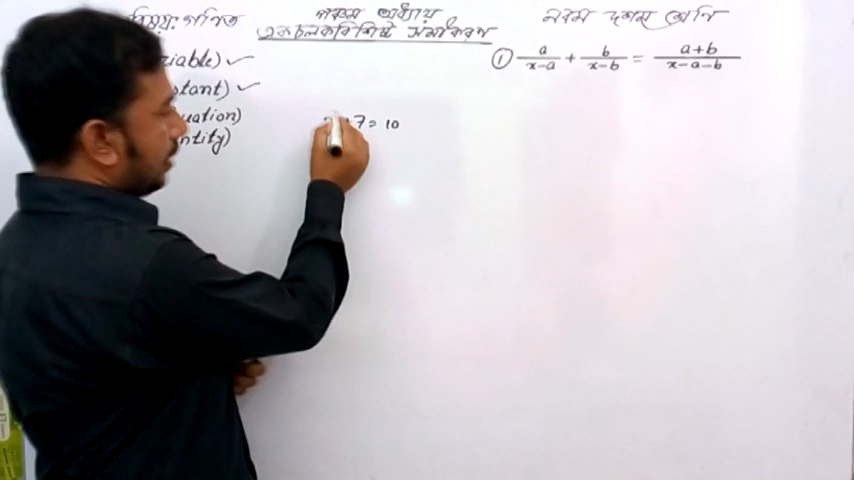 বিষয়: গণিত
পঞ্চম অধ্যায়
নবম দশম শ্রেণি
একচলকবিশিষ্ট সমীকরণ
riable) ✓
stant) ✓
uation)
ntity)
7 = 10
① a/(x-a) + b/(x-b) = (a+b)/(x-a-b)